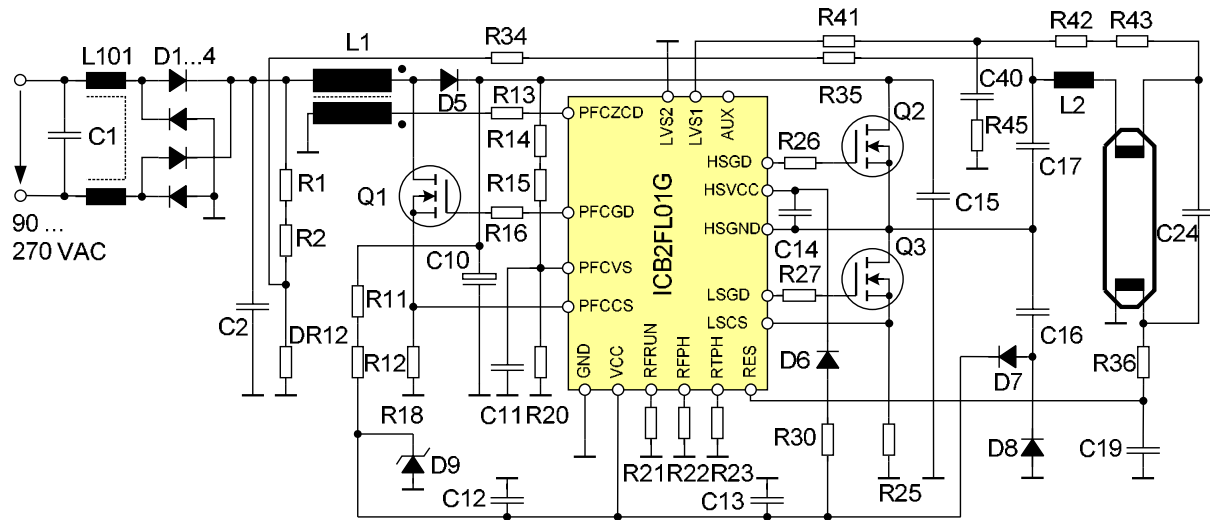 R41
R42
R43
R34
L1
L101
D1...4
C40
L2
D5
R13
R35
Q2
R14
PFCZCD
LVS2
LVS1
AUX
C1
R45
R26
HSGD
C17
R1
R15
HSVCC
Q1
C15
90 ...
270 VAC
R2
R16
PFCGD
HSGND
C14
C24
C10
ICB2FL01G
Q3
PFCVS
R27
LSGD
R11
PFCCS
LSCS
C16
C2
DR12
R12
D6
D7
R36
GND
VCC
RFRUN
RFPH
RTPH
RES
R18
C11
R20
R30
D8
C19
D9
R21
R22
R23
R25
C12
C13